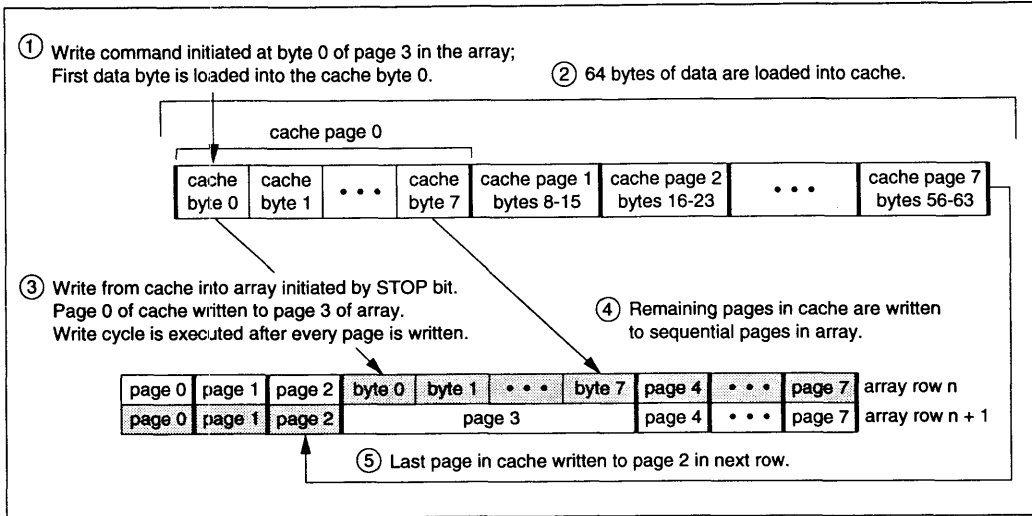 ① Write command initiated at byte 0 of page 3 in the array;
First data byte is loaded into the cache byte 0.
② 64 bytes of data are loaded into cache.
cache page 0
cache byte 0 cache byte 1 • • • cache byte 7 cache page 1 bytes 8-15 cache page 2 bytes 16-23 • • • cache page 7 bytes 56-63
③ Write from cache into array initiated by STOP bit.
Page 0 of cache written to page 3 of array.
Write cycle is executed after every page is written.
④ Remaining pages in cache are written
to sequential pages in array.
page 0 page 1 page 2 byte 0 byte 1 • • • byte 7 page 4 • • • page 7 array row n
page 0 page 1 page 2 page 3 page 4 • • • page 7 array row n + 1
⑤ Last page in cache written to page 2 in next row.